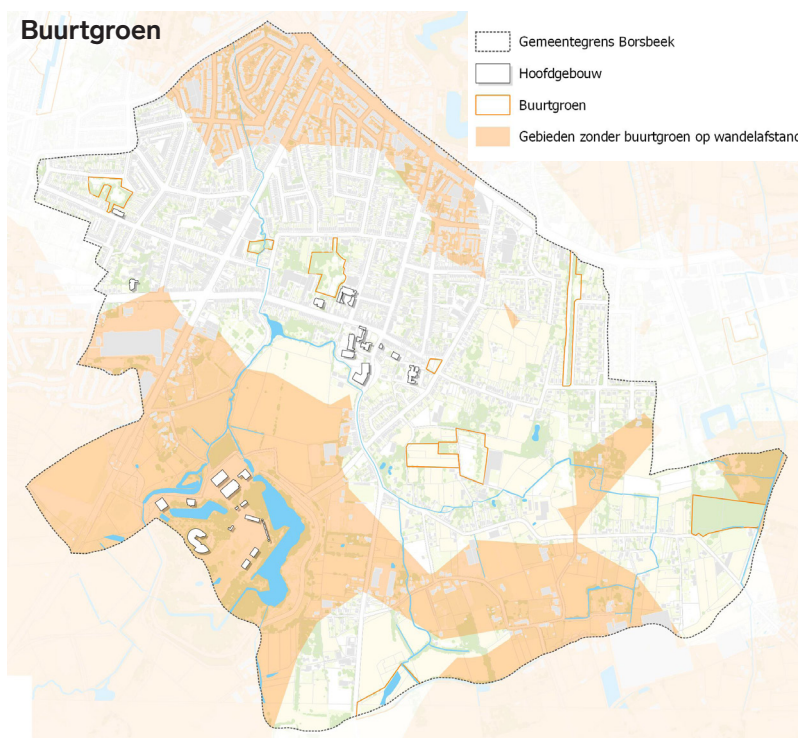 Buurtgroen
Gemeentegrens Borsbeek
Hoofdgebouw
Buurtgroen
Gebieden zonder buurtgroen op wandelafstand